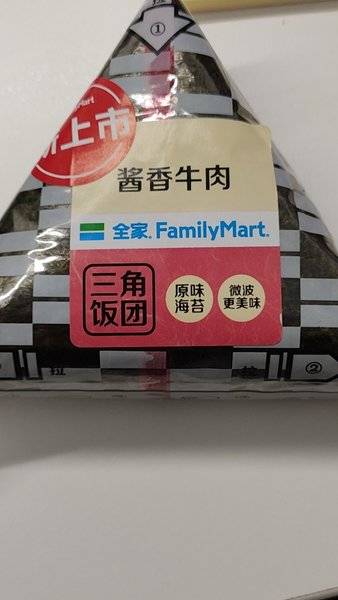 ①
新上市
酱香牛肉
全家 FamilyMart
三角
饭团
原味
海苔
微波
更美味
拉
②